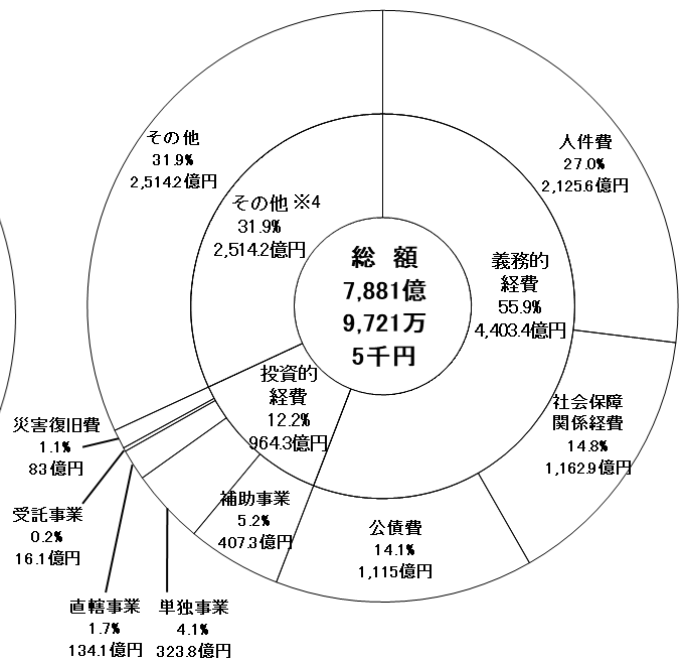 総 額
7,881億
9,721万
5千円
義務的
経費
55.9%
4,403.4億円
投資的
経費
12.2%
964.3億円
その他 ※4
31.9%
2,514.2億円
人件費
27.0%
2,125.6億円
社会保障
関係経費
14.8%
1,162.9億円
公債費
14.1%
1,115億円
補助事業
5.2%
407.3億円
単独事業
4.1%
323.8億円
直轄事業
1.7%
134.1億円
受託事業
0.2%
16.1億円
災害復旧費
1.1%
83億円
その他
31.9%
2,514.2億円